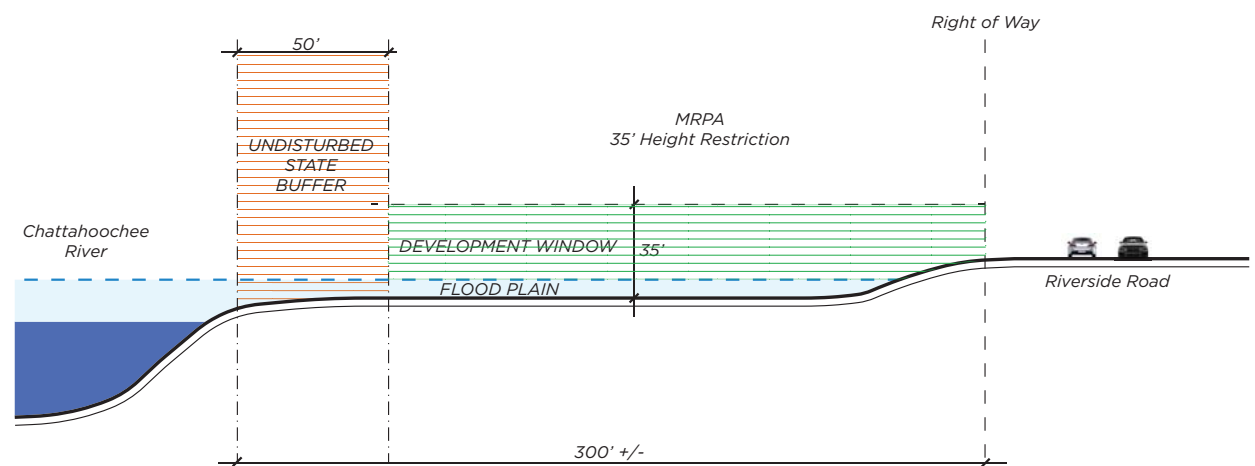 Right of Way
50’
MRPA
35’ Height Restriction
UNDISTURBED
STATE
BUFFER
Chattahoochee
River
DEVELOPMENT WINDOW
35’
FLOOD PLAIN
Riverside Road
300’ +/-